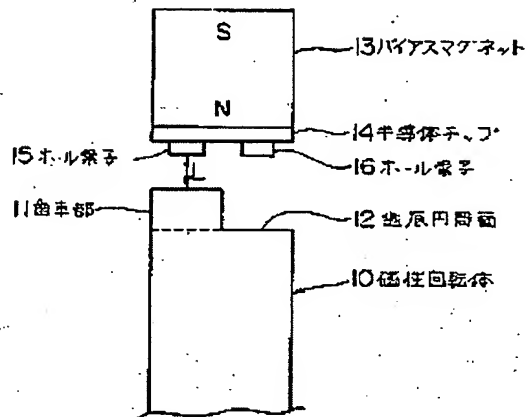 S
13バイアスマグネット
N
14半導体チップ
15ホール素子
16ホール素子
11歯車部
12歯底円周面
10磁性回転体